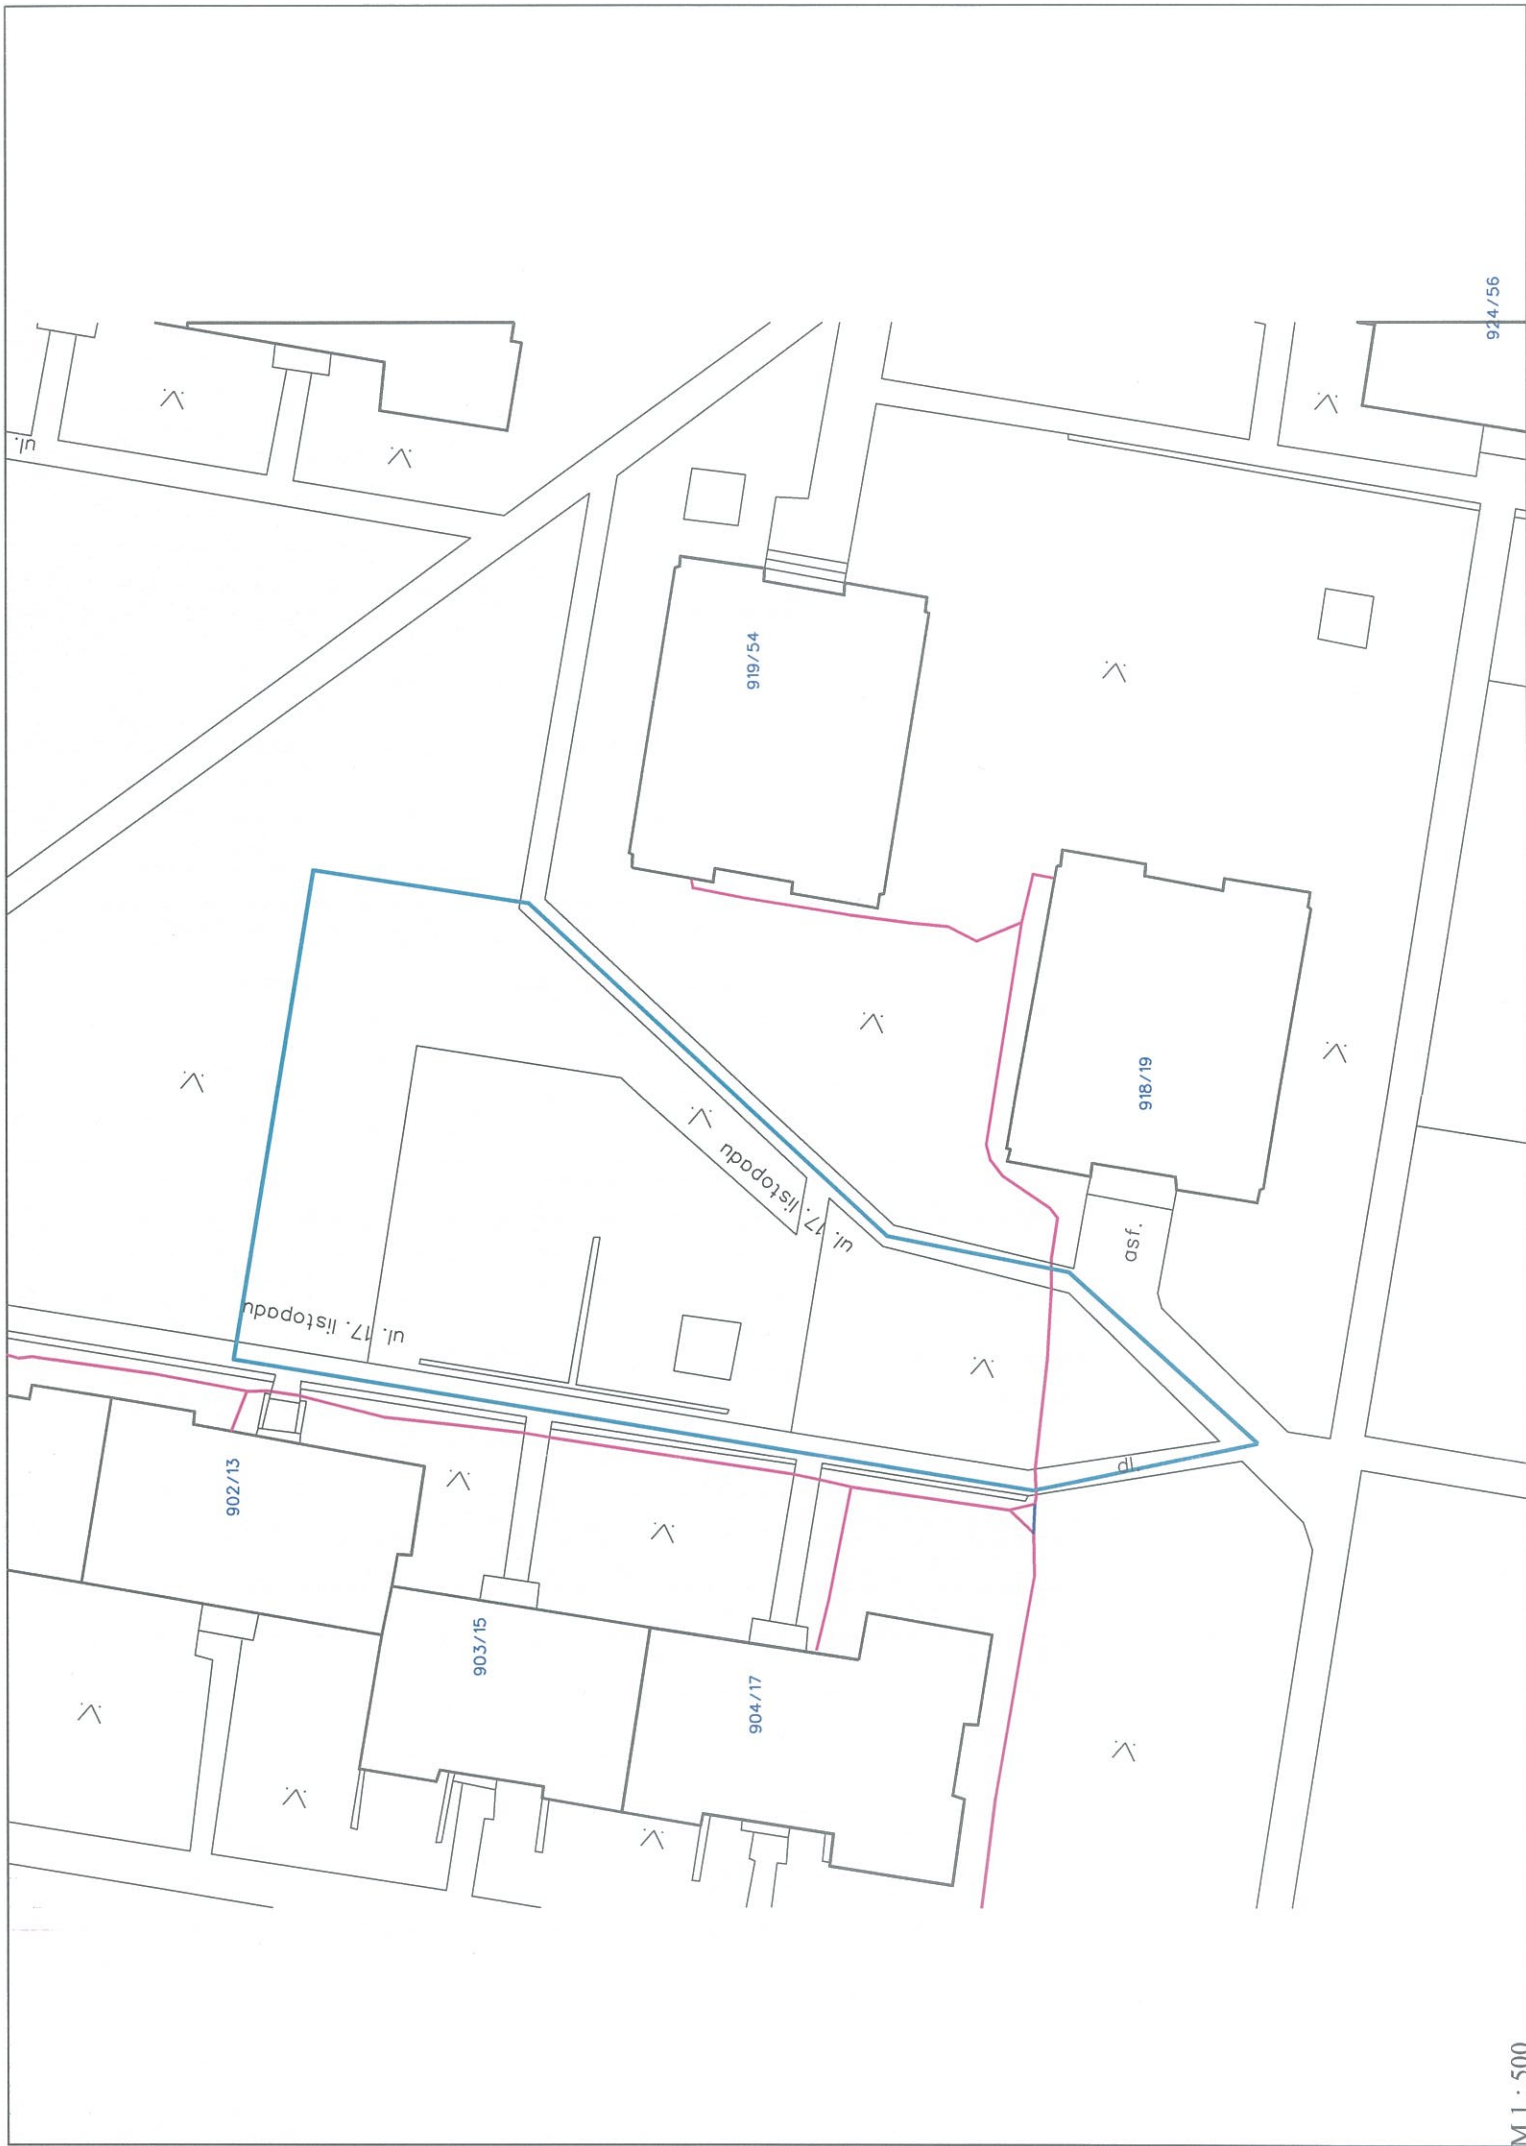 924/56
ul.
919/54
918/19
ul. 17. listopadu
asf.
ul. 17. listopadu
dl.
902/13
903/15
904/17
M 1 : 500